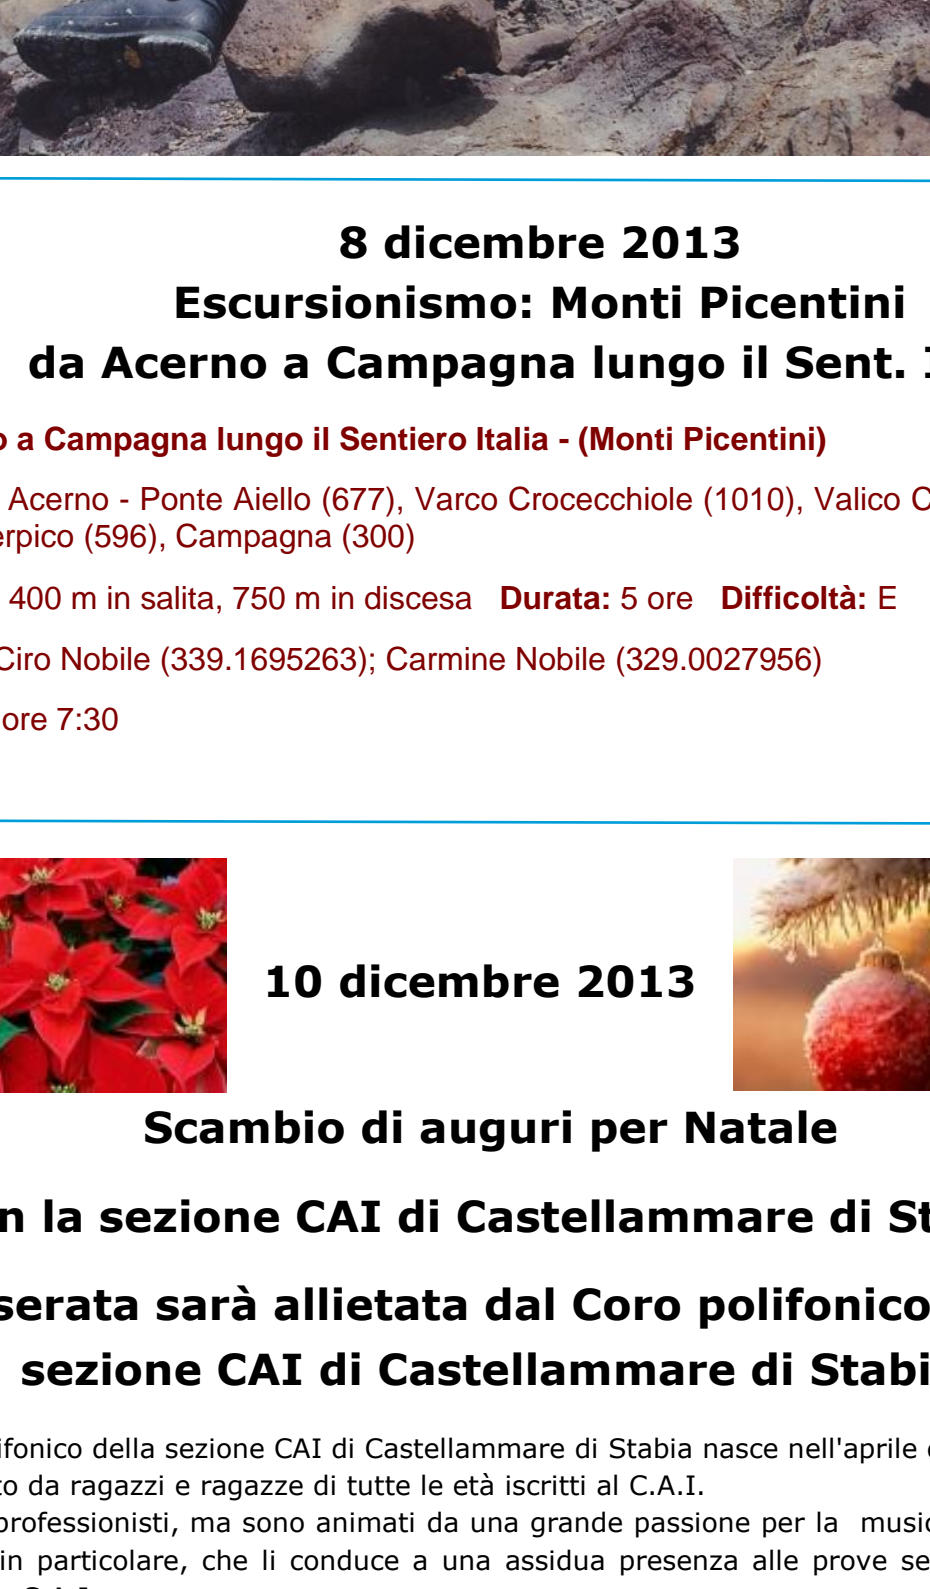 8 dicembre 2013
Escursionismo: Monti Picentini
da Acerno a Campagna lungo il Sent.
a Campagna lungo il Sentiero Italia - (Monti Picentini)
Acerno - Ponte Aiello (677), Varco Crocecchiole (1010), Valico
erpico (596), Campagna (300)
400 m in salita, 750 m in discesa Durata: 5 ore Difficoltà: E
Ciro Nobile (339.1695263); Carmine Nobile (329.0027956)
ore 7:30
10 dicembre 2013
Scambio di auguri per Natale
n la sezione CAI di Castellammare di St
serata sarà allietata dal Coro polifonico
sezione CAI di Castellammare di Stabi
ifonico della sezione CAI di Castellammare di Stabia nasce nell'aprile
to da ragazzi e ragazze di tutte le età iscritti al C.A.I.
professionisti, ma sono animati da una grande passione per la music
in particolare, che li conduce a una assidua presenza alle prove se